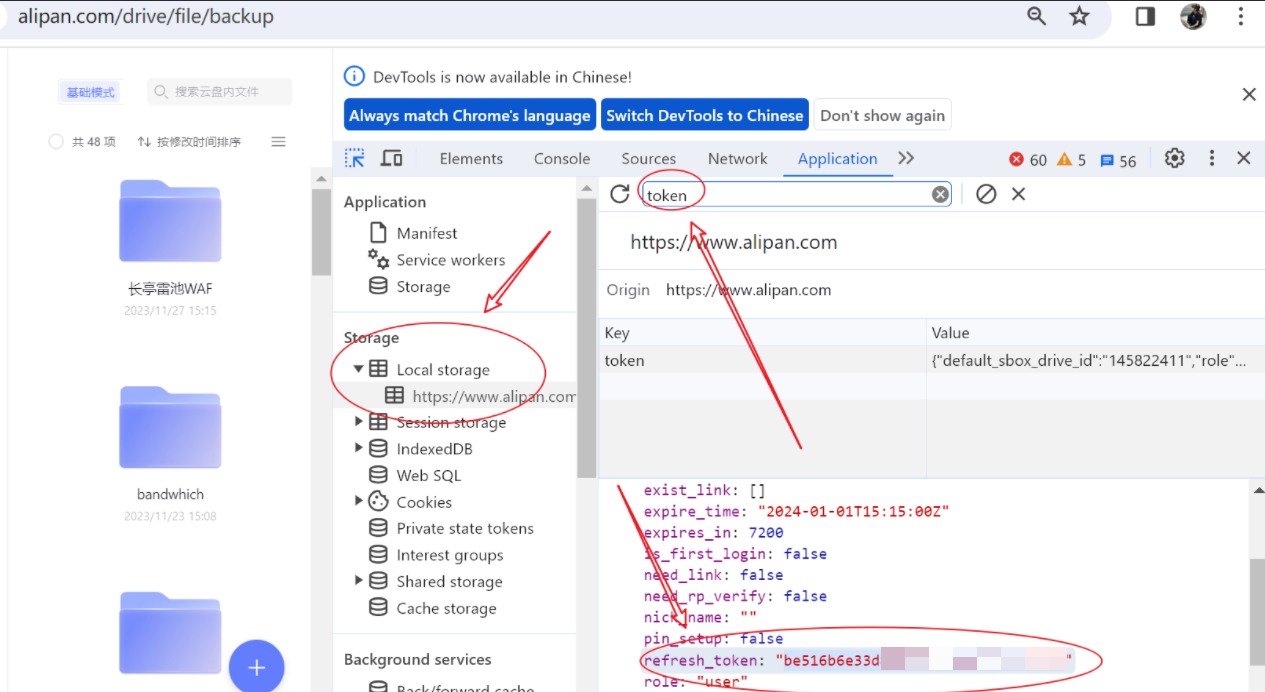 alipan.com/drive/file/backup
基础模式
搜索云盘内文件
共 48 项
按修改时间排序
长亭雷池WAF
2023/11/27 15:15
bandwhich
2023/11/23 15:08
DevTools is now available in Chinese!
Always match Chrome's language
Switch DevTools to Chinese
Don't show again
Elements
Console
Sources
Network
Application
60
5
56
Application
Manifest
Service workers
Storage
Storage
Local storage
https://www.alipan.com
Session storage
IndexedDB
Web SQL
Cookies
Private state tokens
Interest groups
Shared storage
Cache storage
Background services
Back/forward cache
token
https://www.alipan.com
Origin https://www.alipan.com
Key Value
token {"default_sbox_drive_id":"145822411","role"...
exist_link: []
expire_time: "2024-01-01T15:15:00Z"
expires_in: 7200
is_first_login: false
need_link: false
need_rp_verify: false
nick_name: ""
pin_setup: false
refresh_token: "be516b6e33d "
role: "user"